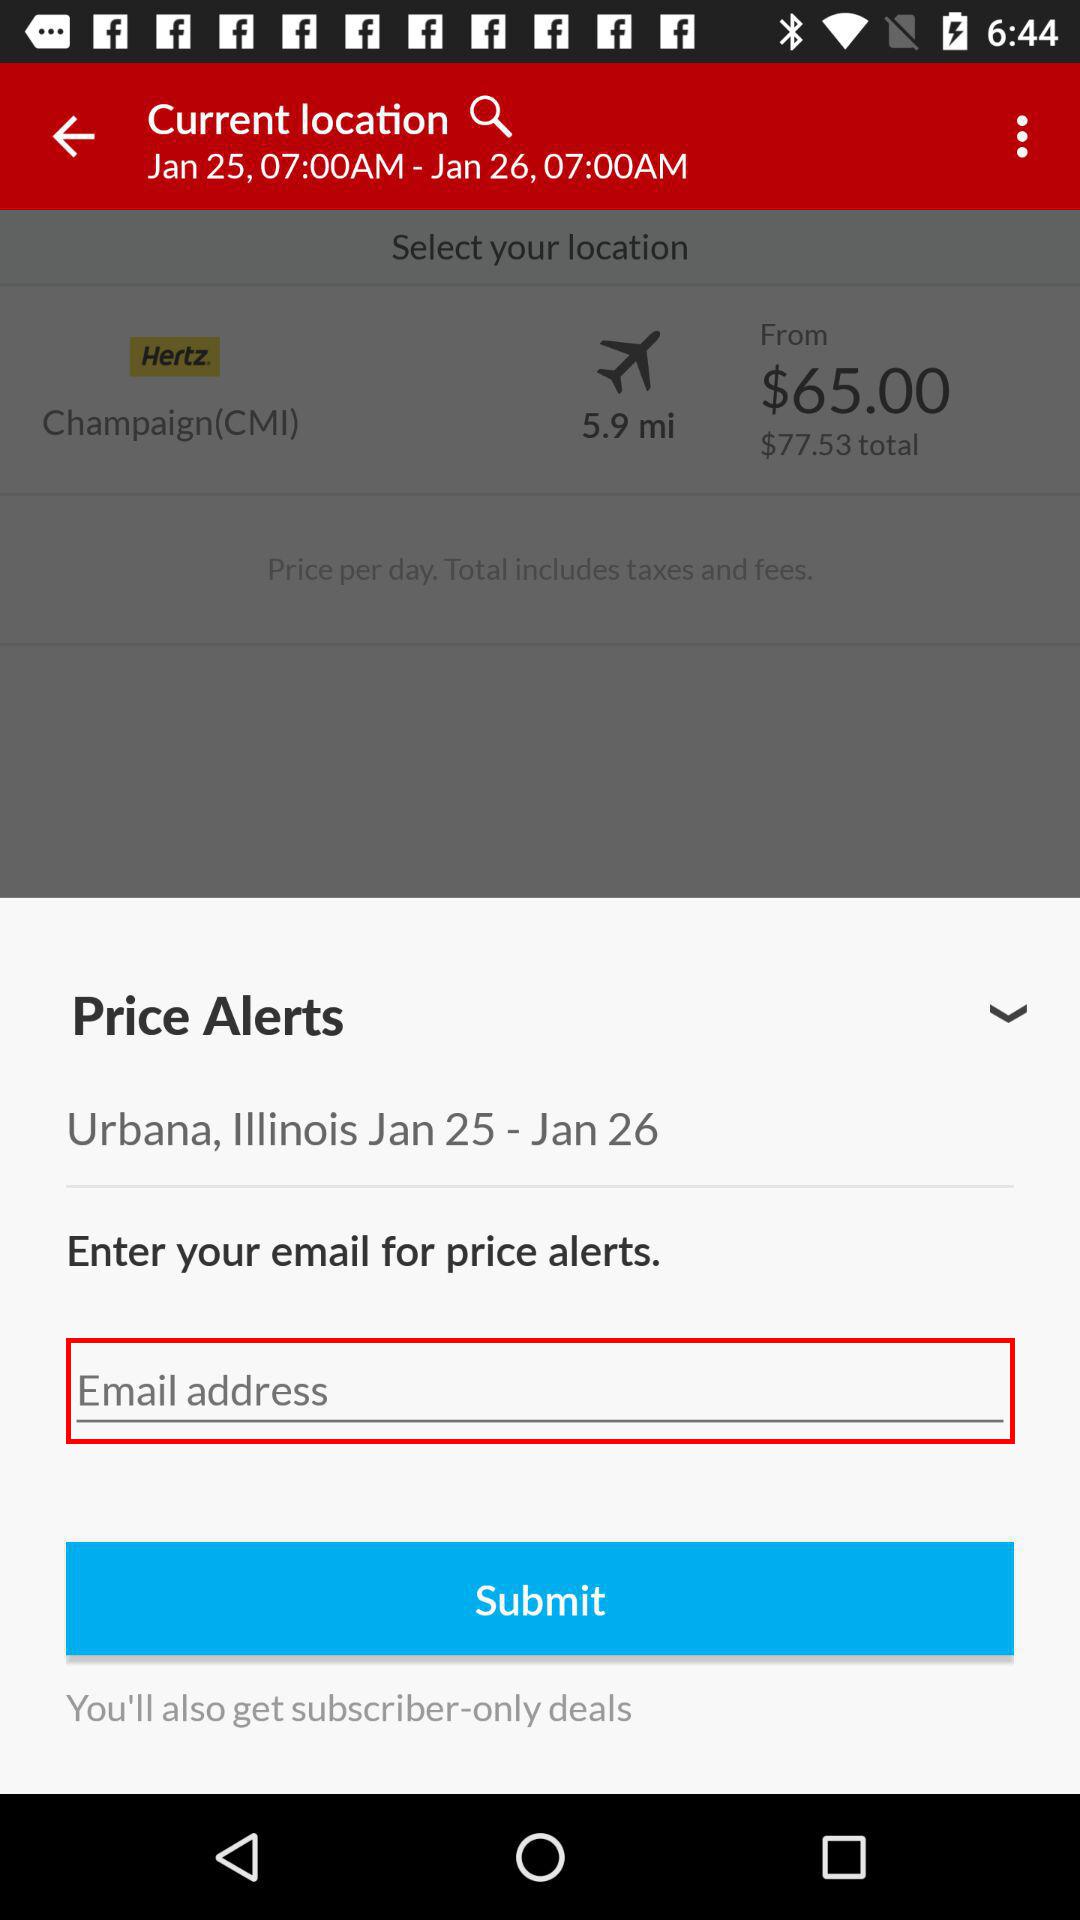 6:44
Current location
Jan 25, 07:00AM - Jan 26, 07:00AM
Select your location
Hertz.
Champaign(CMI)
5.9 mi
From
$65.00
$77.53 total
Price per day. Total includes taxes and fees.
Price Alerts
Urbana, Illinois Jan 25 - Jan 26
Enter your email for price alerts.
Email address
Submit
You'll also get subscriber-only deals